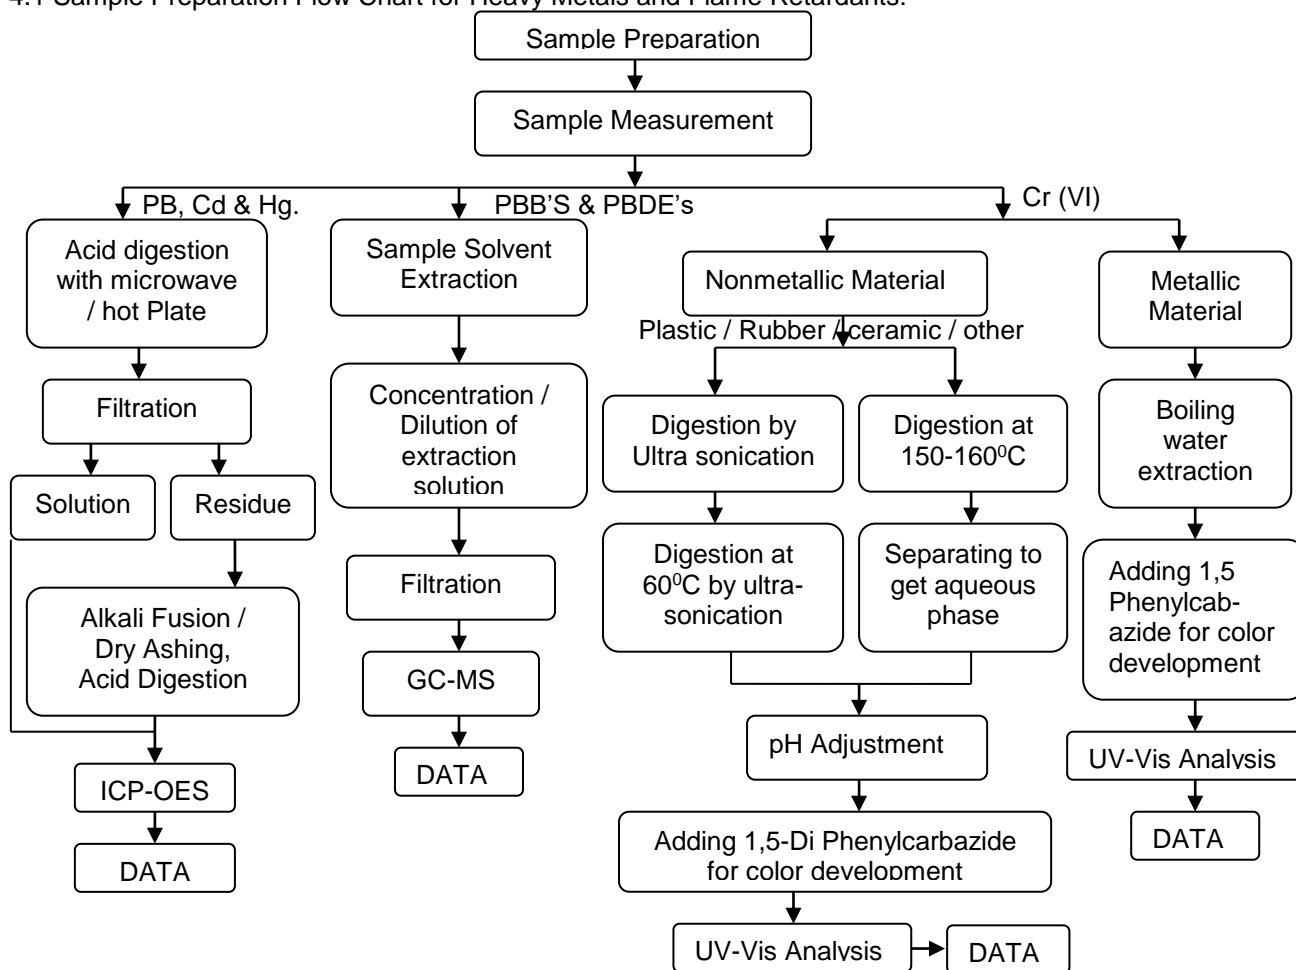 4.1 Sample Preparation Flow Chart for Heavy Metals and Flame Retardants.
Sample Preparation
Sample Measurement
PB, Cd & Hg.
PBB'S & PBDE's
Cr (VI)
Acid digestion
with microwave
/ hot Plate
Sample Solvent
Extraction
Nonmetallic Material
Metallic
Material
Plastic / Rubber / ceramic / other
Filtration
Concentration /
Dilution of
extraction
solution
Digestion by
Ultra sonication
Digestion at
150-160⁰C
Boiling
water
extraction
Solution
Residue
Digestion at
60⁰C by ultra-
sonication
Separating to
get aqueous
phase
Adding 1,5
Phenylcab-
azide for color
development
Filtration
Alkali Fusion /
Dry Ashing,
Acid Digestion
GC-MS
pH Adjustment
UV-Vis Analysis
DATA
ICP-OES
DATA
Adding 1,5-Di Phenylcarbazide
for color development
DATA
UV-Vis Analysis
DATA